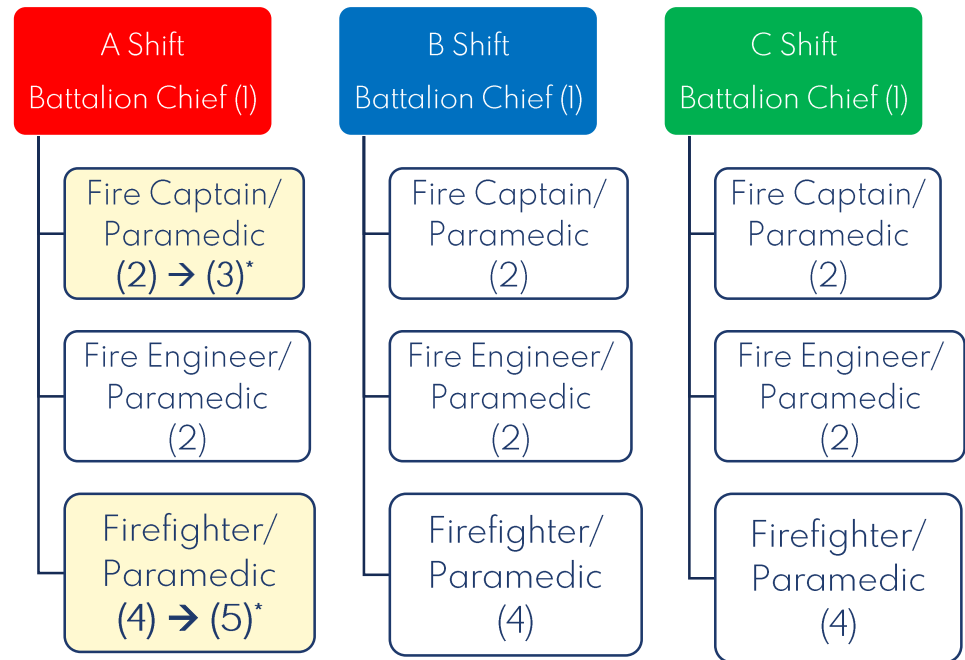 A Shift
Battalion Chief (1)
Fire Captain/
Paramedic
(2) → (3)*
Fire Engineer/
Paramedic
(2)
Firefighter/
Paramedic
(4) → (5)*
B Shift
Battalion Chief (1)
Fire Captain/
Paramedic
(2)
Fire Engineer/
Paramedic
(2)
Firefighter/
Paramedic
(4)
C Shift
Battalion Chief (1)
Fire Captain/
Paramedic
(2)
Fire Engineer/
Paramedic
(2)
Firefighter/
Paramedic
(4)